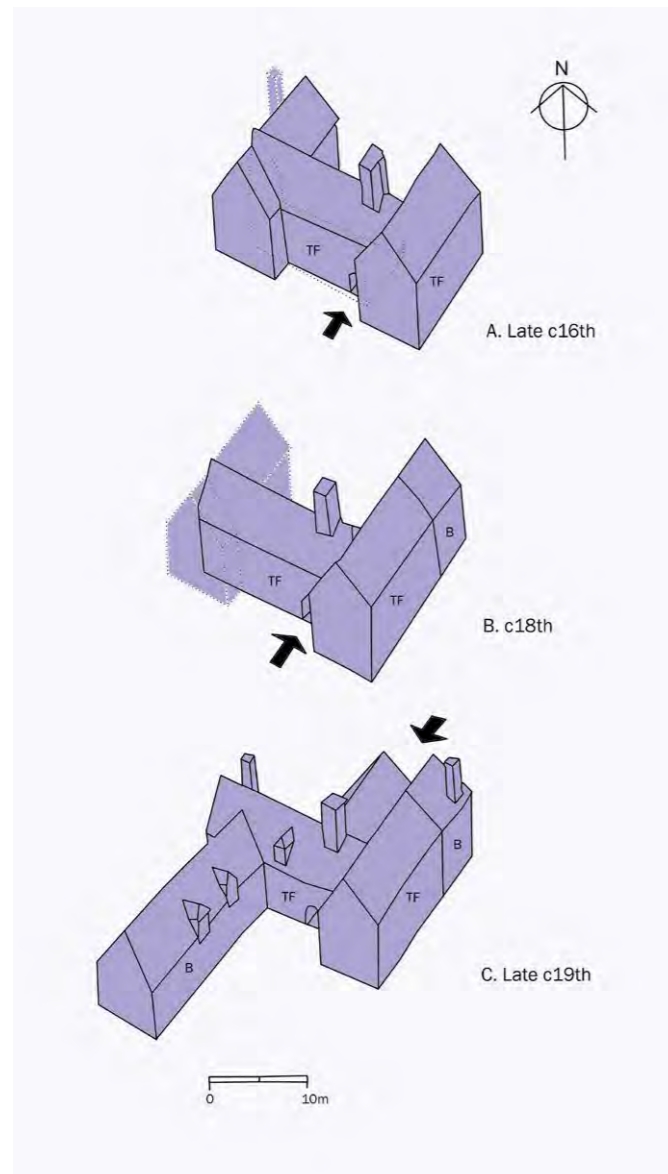 N
TF
TF
A. Late c16th
B
TF
TF
B. c18th
B
TF
TF
B
C. Late c19th
0
10m